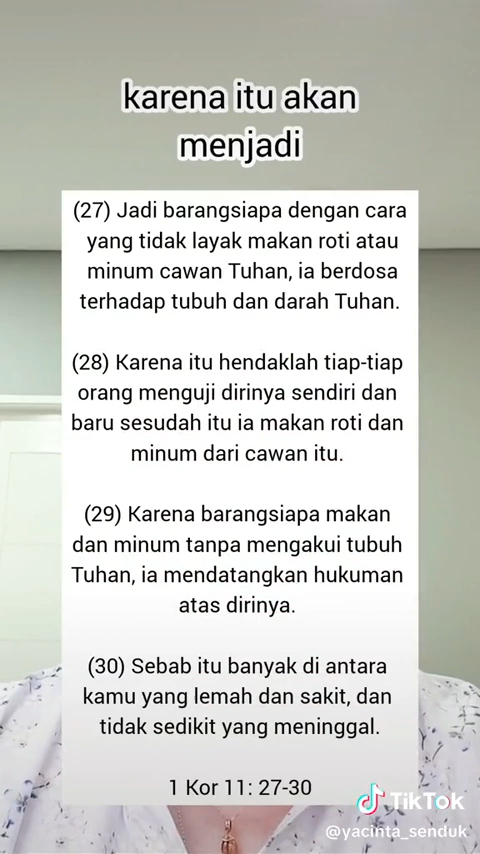 karena itu akan
menjadi
(27) Jadi barangsiapa dengan cara
yang tidak layak makan roti atau
minum cawan Tuhan, ia berdosa
terhadap tubuh dan darah Tuhan.
(28) Karena itu hendaklah tiap-tiap
orang menguji dirinya sendiri dan
baru sesudah itu ia makan roti dan
minum dari cawan itu.
(29) Karena barangsiapa makan
dan minum tanpa mengakui tubuh
Tuhan, ia mendatangkan hukuman
atas dirinya.
(30) Sebab itu banyak di antara
kamu yang lemah dan sakit, dan
tidak sedikit yang meninggal.
1 Kor 11: 27-30
TikTok
@yacinta_senduk